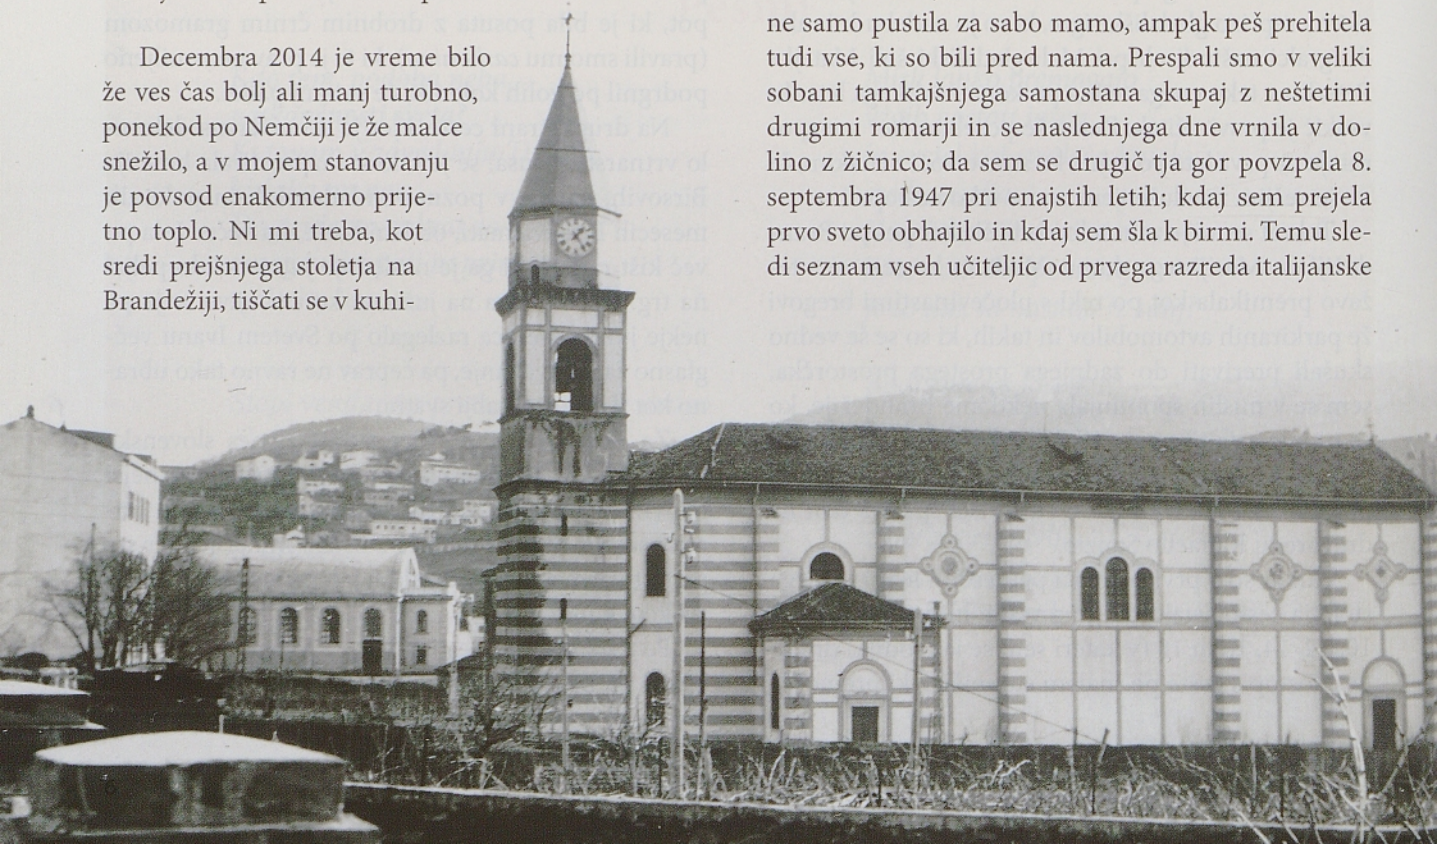 Decembra 2014 je vreme bilo
že ves čas bolj ali manj turobno,
ponekod po Nemčiji je že malce
snežilo, a v mojem stanovanju
je povsod enakomerno prije-
tno toplo. Ni mi treba, kot
sredi prejšnjega stoletja na
Brandežiji, tiščati se v kuhi-
ne samo pustila za sabo mamo, ampak peš prehitela
tudi vse, ki so bili pred nama. Prespali smo v veliki
sobani tamkajšnjega samostana skupaj z neštetimi
drugimi romarji in se naslednjega dne vrnila v do-
lino z žičnico; da sem se drugič tja gor povzpela 8.
septembra 1947 pri enajstih letih; kdaj sem prejela
prvo sveto obhajilo in kdaj sem šla k birmi. Temu sle-
di seznam vseh učiteljic od prvega razreda italijanske